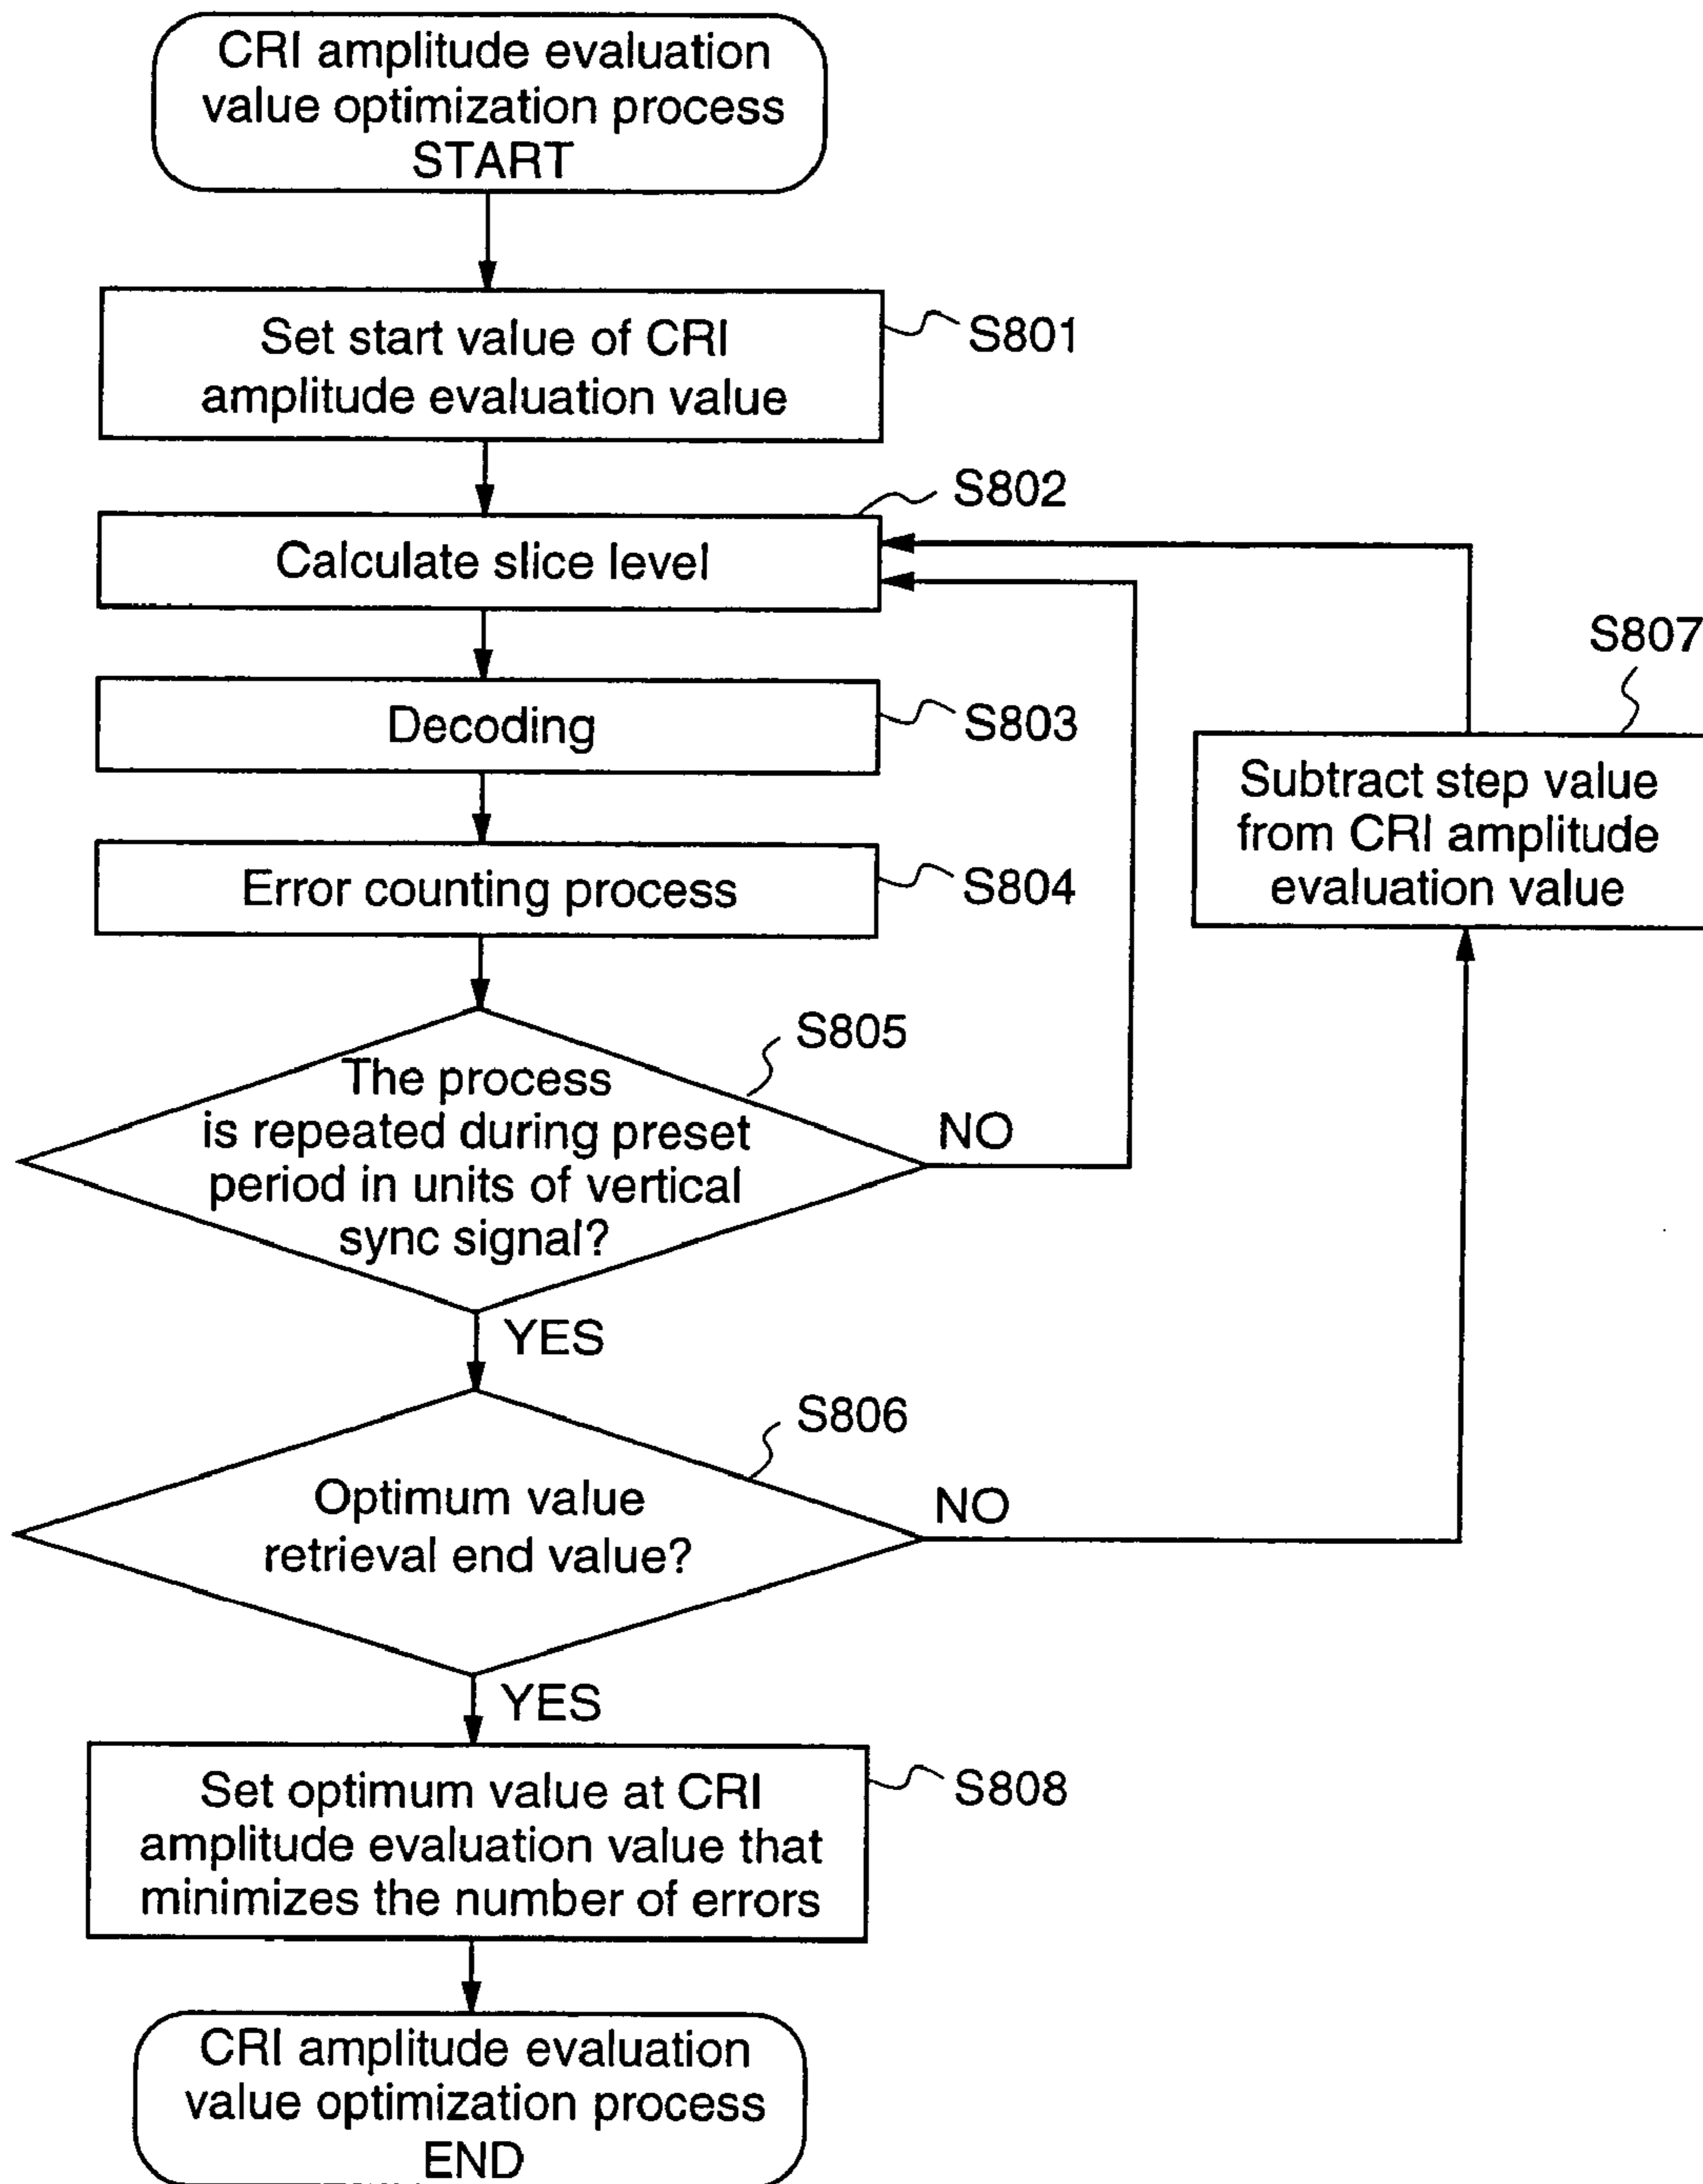 CRI amplitude evaluation
value optimization process
START
Set start value of CRI
amplitude evaluation value
S801
S802
Calculate slice level
Decoding
S803
S807
Subtract step value
from CRI amplitude
evaluation value
Error counting process
S804
S805
The process
is repeated during preset
period in units of vertical
sync signal?
NO
YES
S806
Optimum value
retrieval end value?
NO
YES
Set optimum value at CRI
amplitude evaluation value that
minimizes the number of errors
S808
CRI amplitude evaluation
value optimization process
END